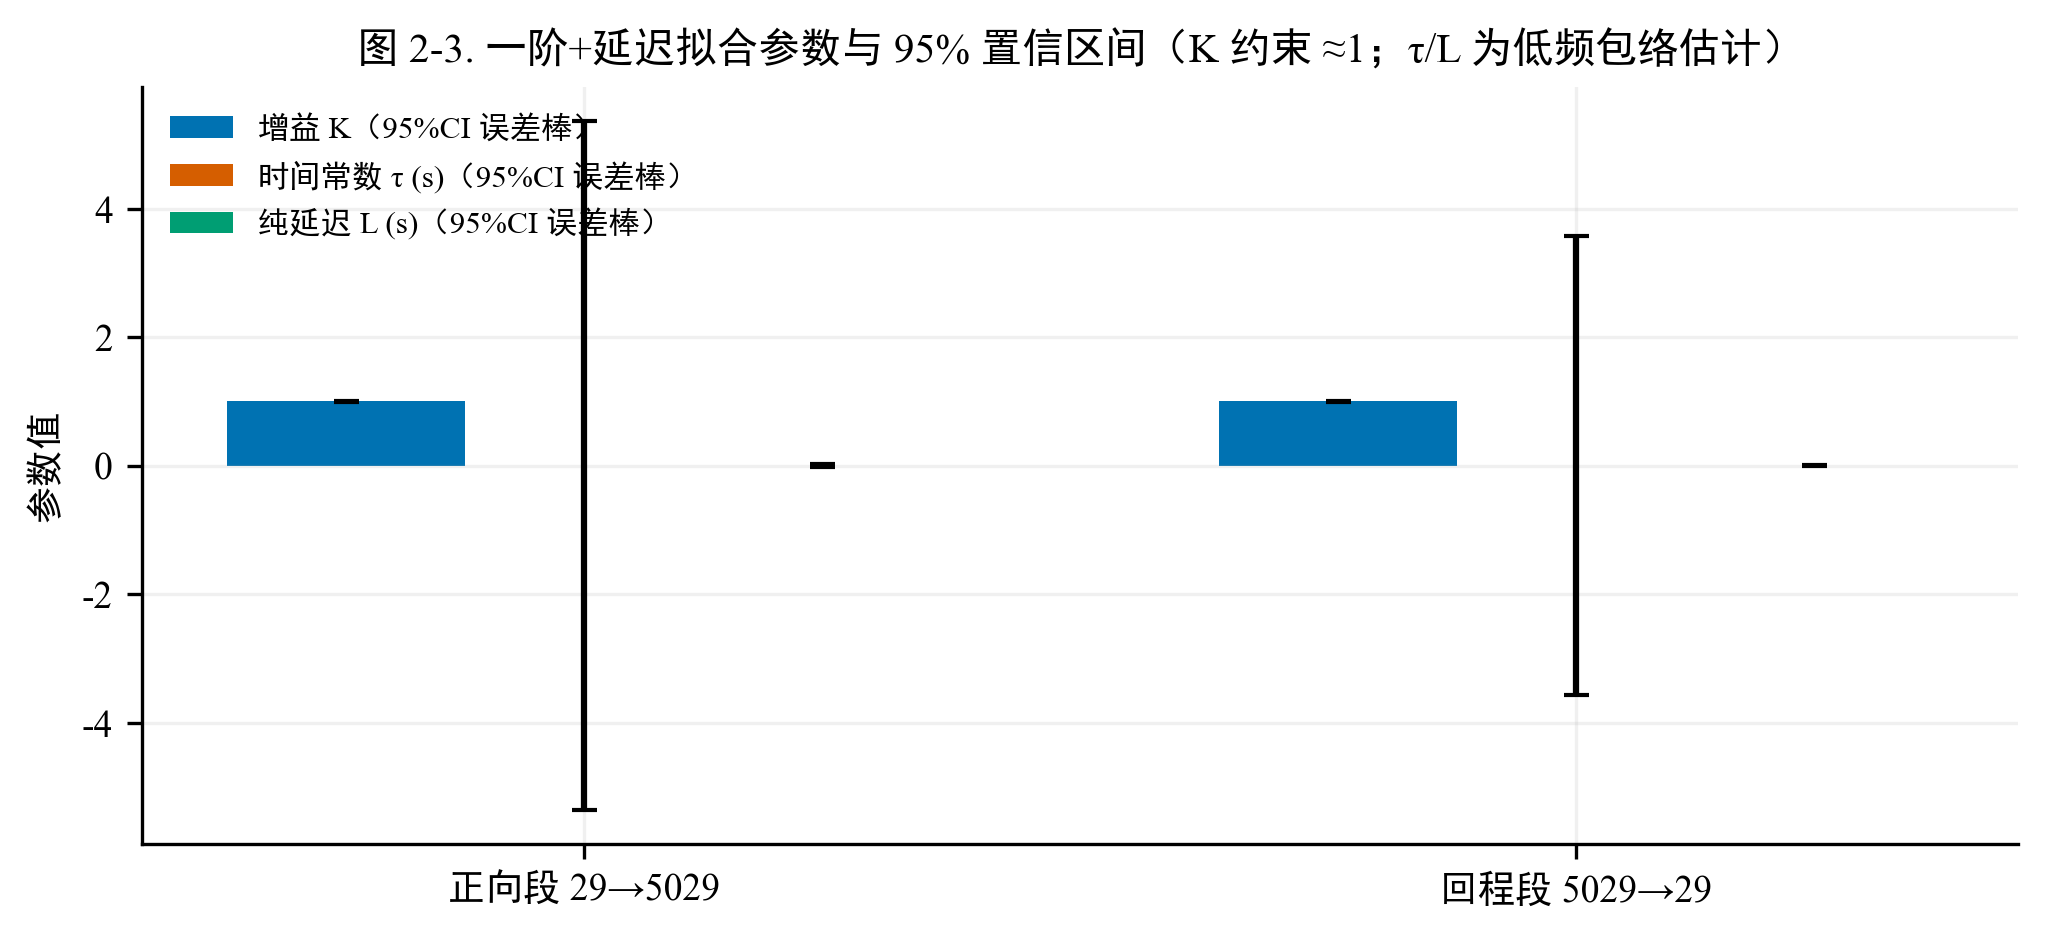 图 2-3. 一阶+延迟拟合参数与 95% 置信区间（K 约束 ≈1；τ/L 为低频包络估计）
增益 K（95%CI 误差棒）
时间常数 τ (s)（95%CI 误差棒）
纯延迟 L (s)（95%CI 误差棒）
参数值
4
2
0
-2
-4
正向段 29→5029
回程段 5029→29